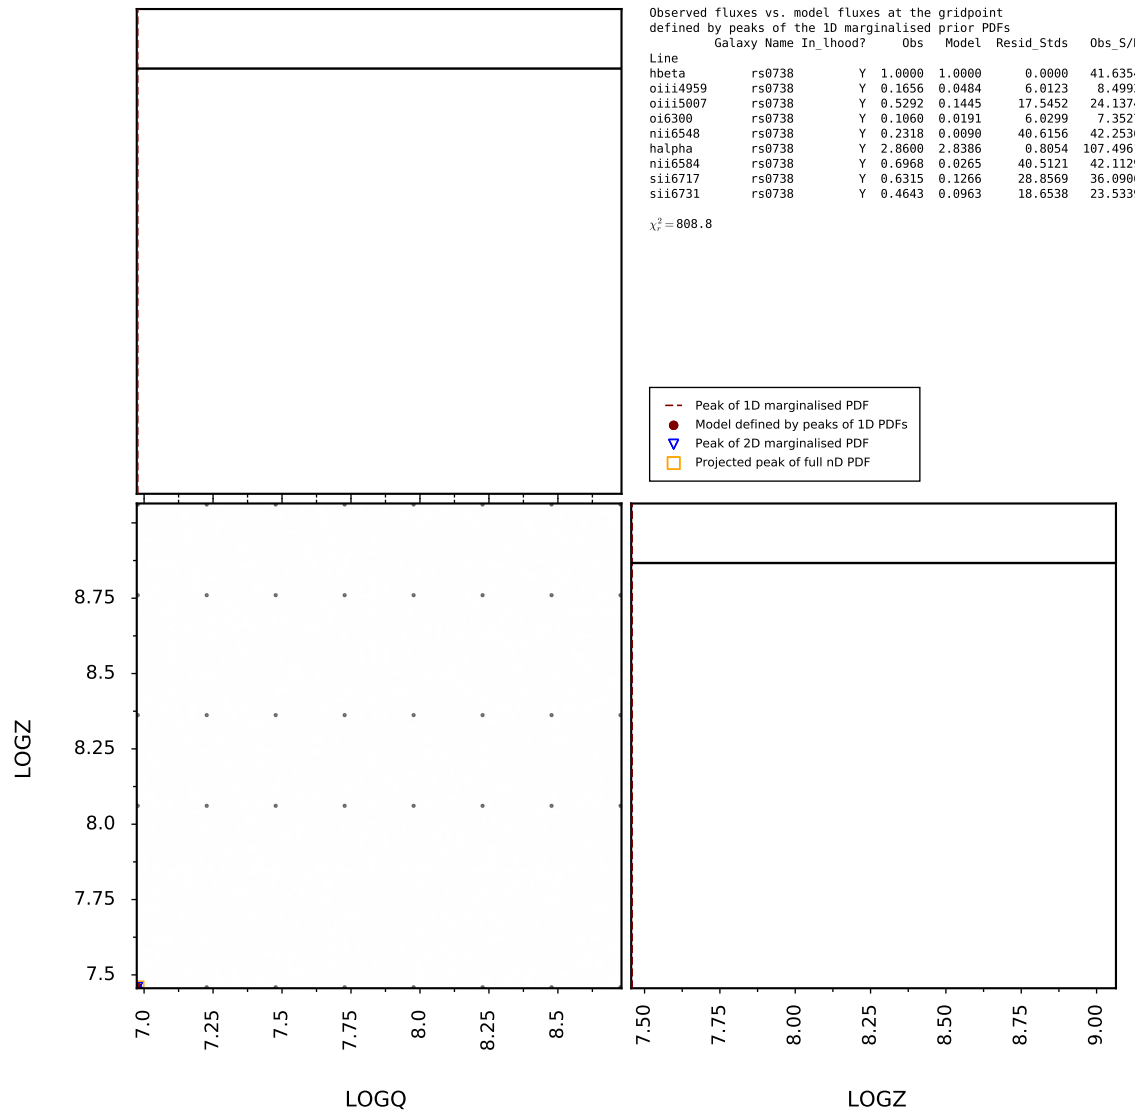 Observed fluxes vs. model fluxes at the gridpoint
defined by peaks of the 1D marginalised prior PDFs
Galaxy Name In_lhood? Obs Model Resid_Stds
Line
hbeta rs0738 Y 1.0000 1.0000 0.0000 41.6354
oiii4959 rs0738 Y 0.1656 0.0484 6.0123
oiii5007 rs0738 Y 0.5292 0.1445 17.5452
oi6300 rs0738 Y 0.1060 0.0191 6.0299
nii6548 rs0738 Y 0.2318 0.0090 40.6156
halpha rs0738 Y 2.8600 2.8386 0.8054 107.496
nii6584 rs0738 Y 0.6968 0.0265 40.5121
sii6717 rs0738 Y 0.6315 0.1266 28.8569
sii6731 rs0738 Y 0.4643 0.0963 18.6538
χ²ᵣ = 808.8
Peak of 1D marginalised PDF
Model defined by peaks of 1D PDFs
Peak of 2D marginalised PDF
Projected peak of full nD PDF
8.75
8.5
8.25
8.0
7.75
7.5
LOGZ
7.0 7.25 7.5 7.75 8.0 8.25 8.5
LOGQ
7.50 7.75 8.00 8.25 8.50 8.75 9.00
LOGZ